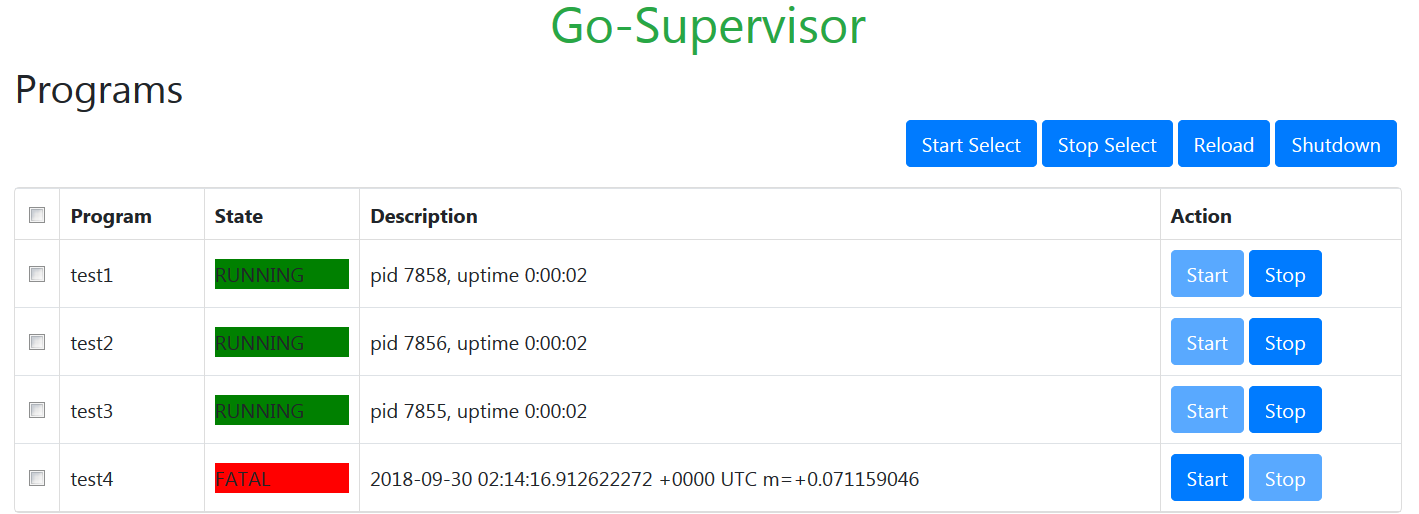 Go-Supervisor
Programs
Start Select Stop Select Reload Shutdown
Program State Description Action
test1 RUNNING pid 7858, uptime 0:00:02 Start Stop
test2 RUNNING pid 7856, uptime 0:00:02 Start Stop
test3 RUNNING pid 7855, uptime 0:00:02 Start Stop
test4 FATAL 2018-09-30 02:14:16.912622272 +0000 UTC m=+0.071159046 Start Stop